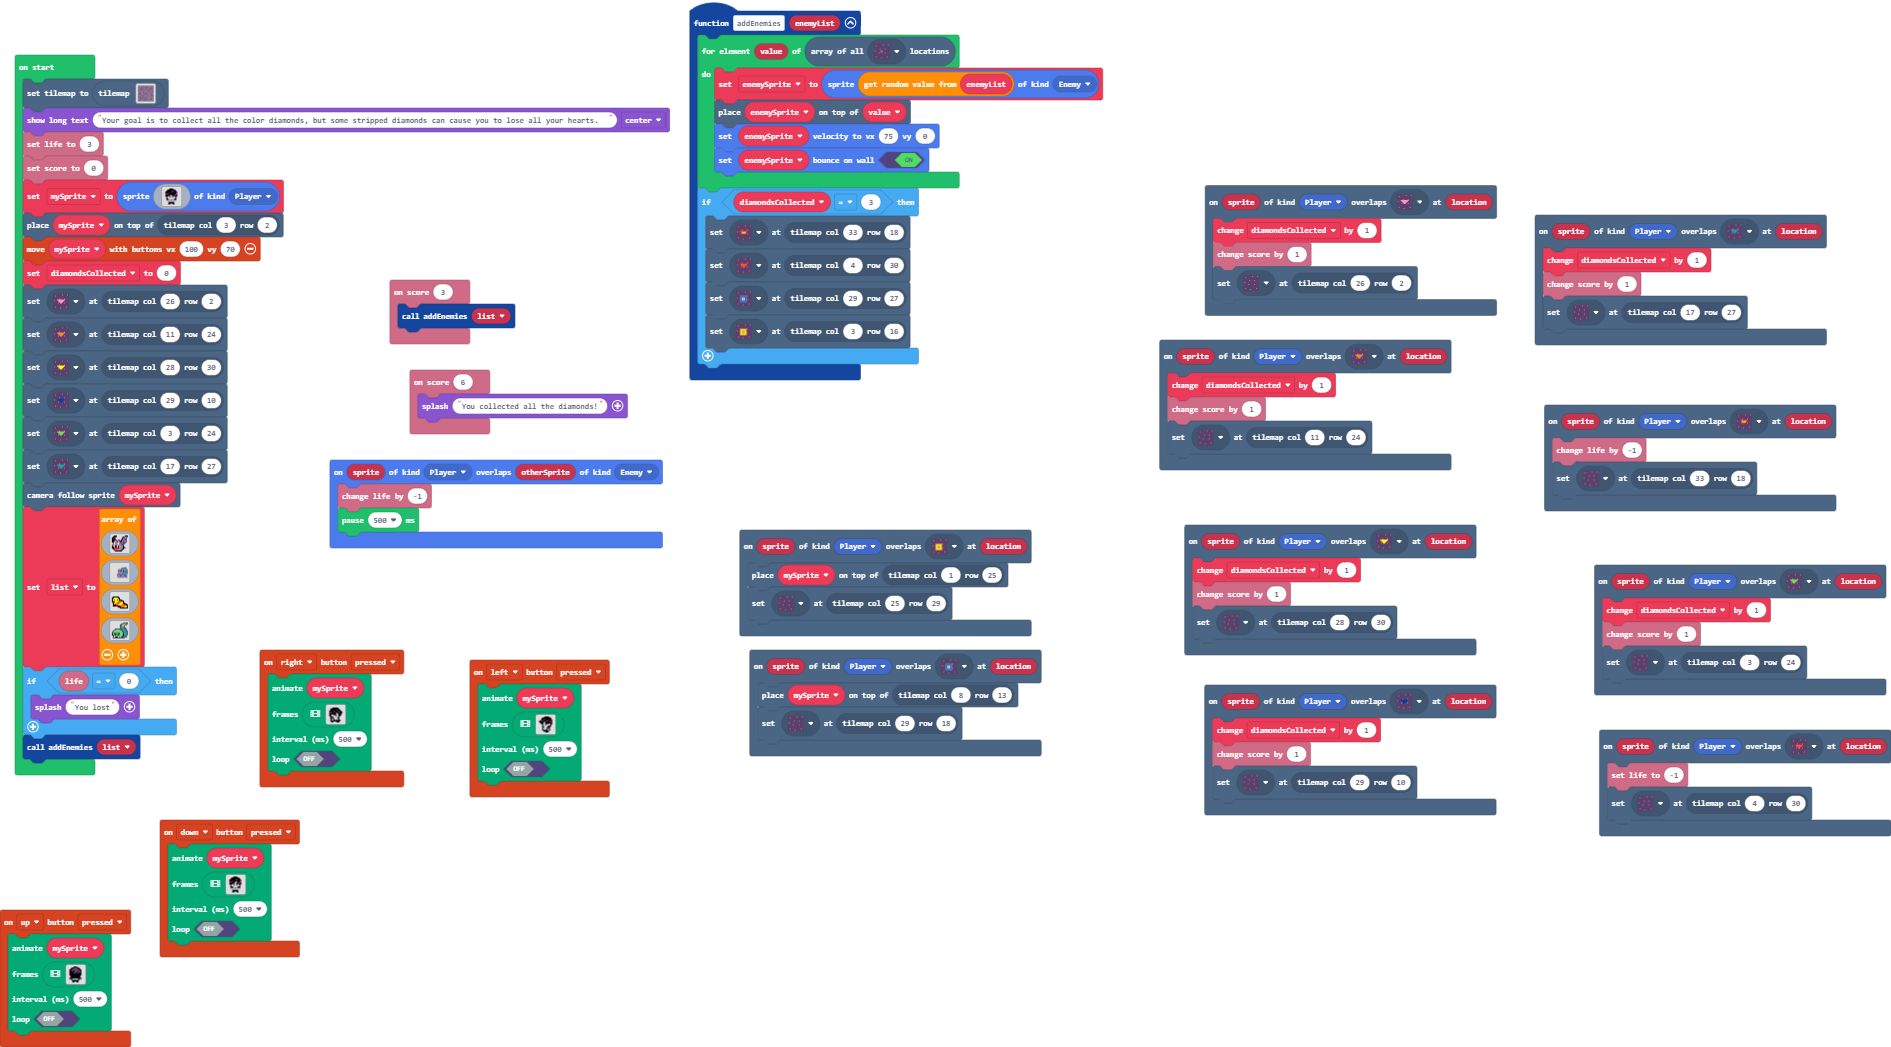 on start
set tilemap to tilemap
show long text "Your goal is to collect all the color diamonds, but some stripped diamonds can cause you to lose all your hearts. " center
set life to 3
set score to 0
set mySprite to sprite of kind Player
place mySprite on top of tilemap col 3 row 2
move mySprite with buttons vx 100 vy 70
set diamondsCollected to 0
set at tilemap col 26 row 2
set at tilemap col 11 row 24
set at tilemap col 28 row 30
set at tilemap col 29 row 10
set at tilemap col 3 row 24
set at tilemap col 17 row 27
camera follow sprite mySprite
set list to array of
if life = 0 then
splash "You lost"
call addEnemies list
on score 3
call addEnemies list
on score 6
splash "You collected all the diamonds!"
on sprite of kind Player overlaps otherSprite of kind Enemy
change life by -1
pause 500 ms
function addEnemies enemyList
for element value of array of all locations
do
set enemySprite to sprite get random value from enemyList of kind Enemy
place enemySprite on top of value
set enemySprite velocity to vx 75 vy 0
set enemySprite bounce on wall ON
if diamondsCollected = 3 then
set at tilemap col 33 row 18
set at tilemap col 4 row 30
set at tilemap col 29 row 27
set at tilemap col 3 row 16
on sprite of kind Player overlaps at location
place mySprite on top of tilemap col 1 row 25
set at tilemap col 25 row 29
on sprite of kind Player overlaps at location
place mySprite on top of tilemap col 8 row 13
set at tilemap col 29 row 18
on right button pressed
animate mySprite
frames
interval (ms) 500
loop OFF
on left button pressed
animate mySprite
frames
interval (ms) 500
loop OFF
on down button pressed
animate mySprite
frames
interval (ms) 500
loop OFF
on up button pressed
animate mySprite
frames
interval (ms) 500
loop OFF
on sprite of kind Player overlaps at location
change diamondsCollected by 1
change score by 1
set at tilemap col 26 row 2
on sprite of kind Player overlaps at location
change diamondsCollected by 1
change score by 1
set at tilemap col 11 row 24
on sprite of kind Player overlaps at location
change diamondsCollected by 1
change score by 1
set at tilemap col 28 row 30
on sprite of kind Player overlaps at location
change diamondsCollected by 1
change score by 1
set at tilemap col 29 row 10
on sprite of kind Player overlaps at location
change diamondsCollected by 1
change score by 1
set at tilemap col 17 row 27
on sprite of kind Player overlaps at location
change life by -1
set at tilemap col 33 row 18
on sprite of kind Player overlaps at location
change diamondsCollected by 1
change score by 1
set at tilemap col 3 row 24
on sprite of kind Player overlaps at location
set life to -1
set at tilemap col 4 row 30